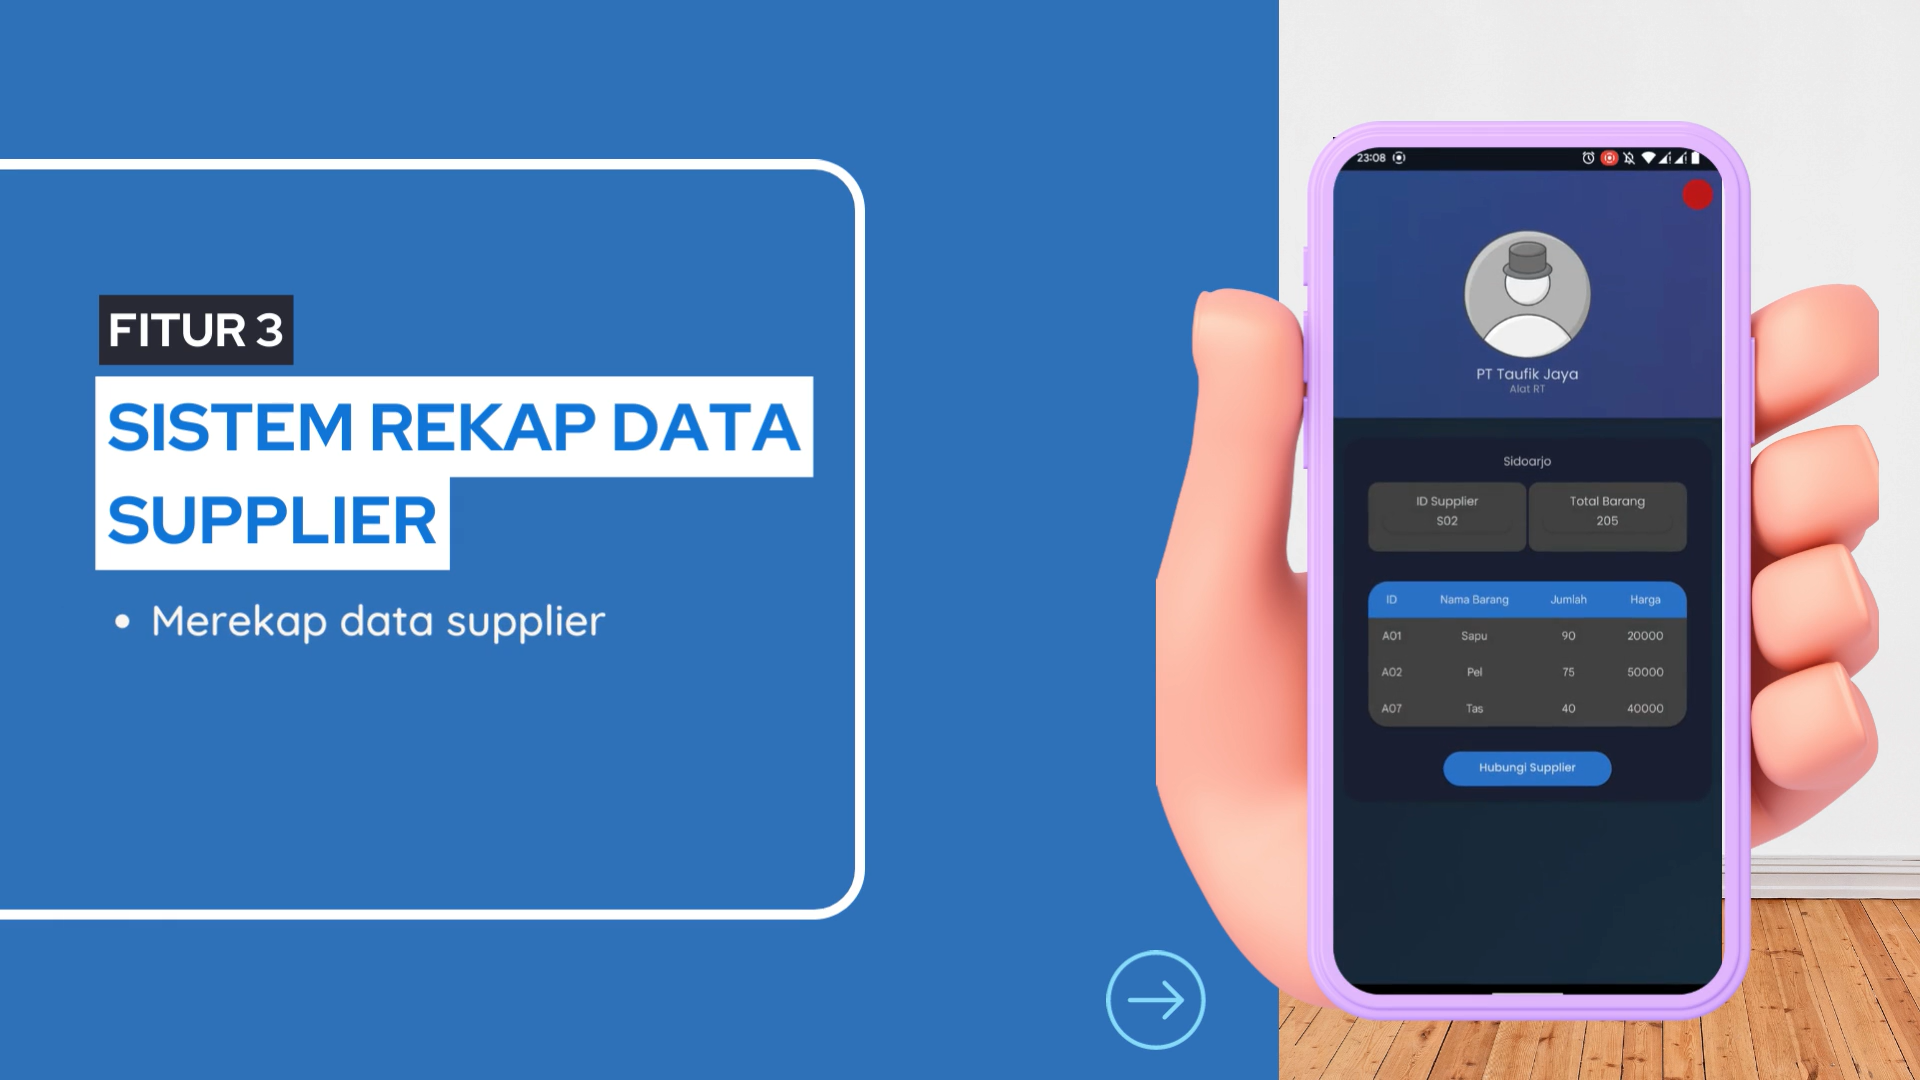 FITUR 3
SISTEM REKAP DATA
SUPPLIER
• Merekap data supplier
23:08
PT Taufik Jaya
Alat RT
Sidoarjo
ID Supplier Total Barang
S02 205
ID Nama Barang Jumlah Harga
A01 Sapu 90 20000
A02 Pel 75 50000
A07 Tas 40 40000
Hubungi Supplier